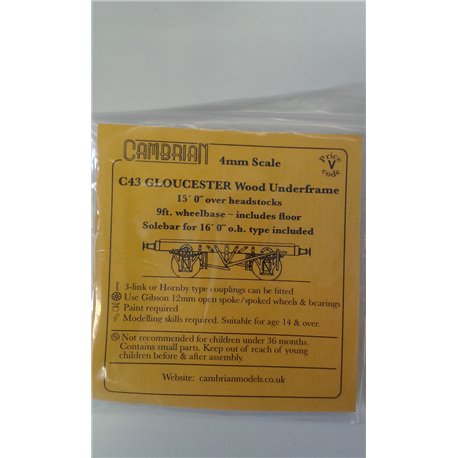 CAMBRIAN
4mm Scale
Price V code
C43 GLOUCESTER Wood Underframe
15' 0" over headstocks
9ft. wheelbase – includes floor
Solebar for 16' 0" o.h. type included
3-link or Hornby type couplings can be fitted
Use Gibson 12mm open spoke/spoked wheels & bearings
Paint required
Modelling skills required. Suitable for age 14 & over.
Not recommended for children under 36 months.
Contains small parts. Keep out of reach of young
children before & after assembly.
Website: cambrianmodels.co.uk